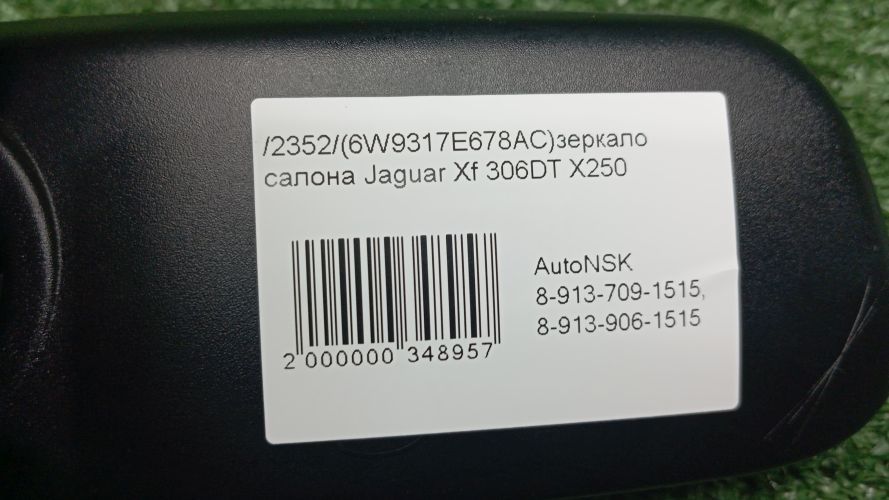 /2352/(6W9317E678AC)зеркало
салона Jaguar Xf 306DT X250
AutoNSK
8-913-709-1515,
8-913-906-1515
2 000000 348957